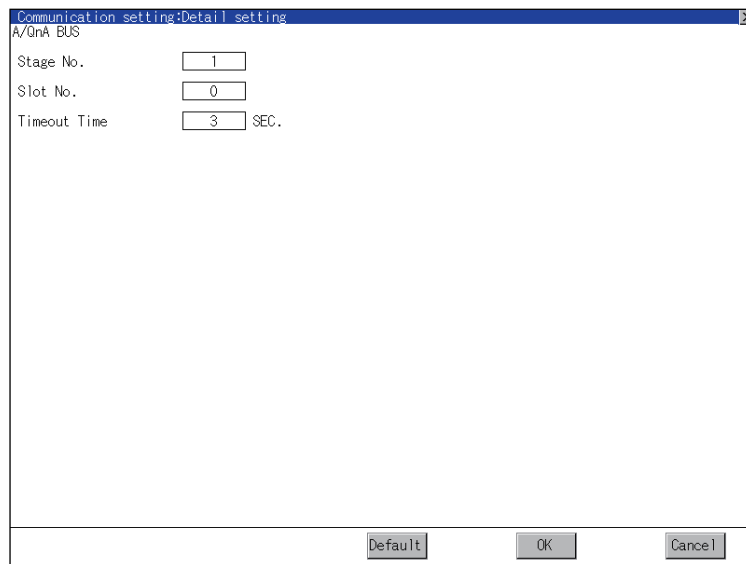 Communication setting:Detail setting
A/QnA BUS
Stage No. 1
Slot No. 0
Timeout Time 3 SEC.
Default OK Cancel